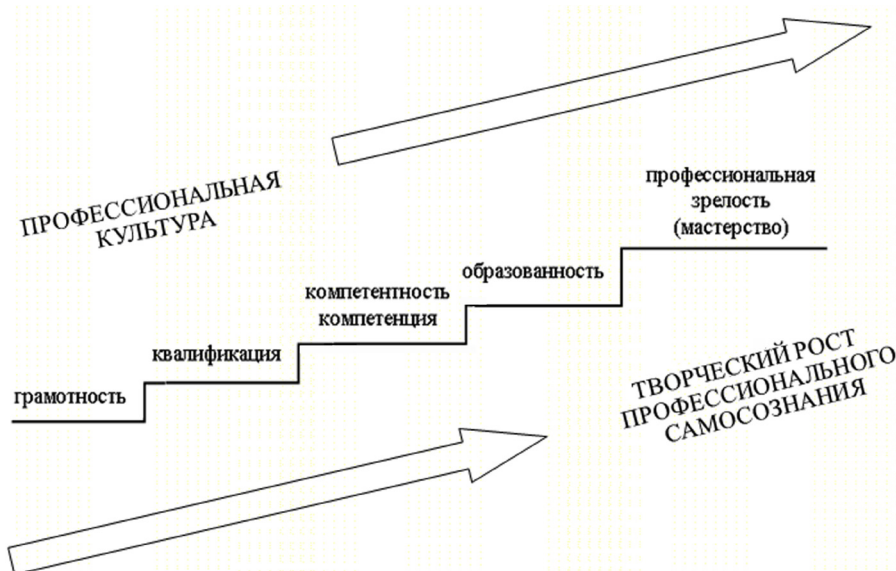 ПРОФЕССИОНАЛЬНАЯ
КУЛЬТУРА
профессиональная
зрелость
(мастерство)
образованность
компетентность
компетенция
квалификация
грамотность
ТВОРЧЕСКИЙ РОСТ
ПРОФЕССИОНАЛЬНОГО
САМОСОЗНАНИЯ